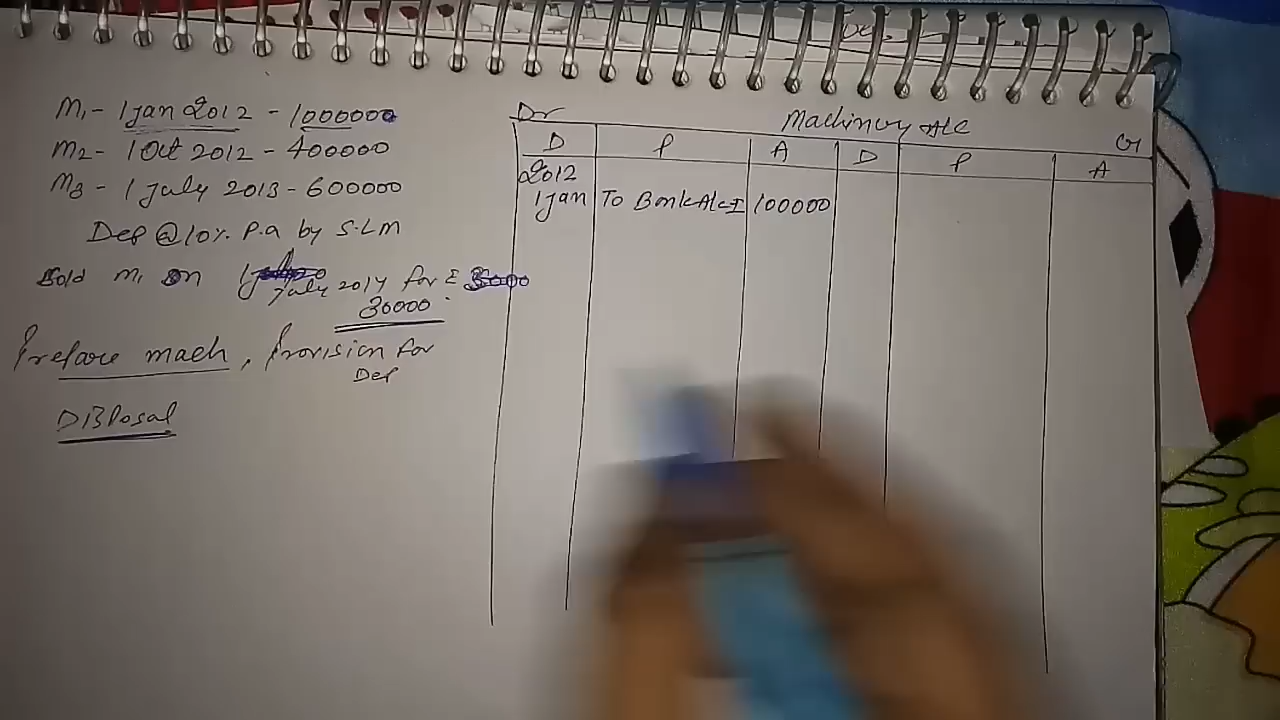 M1 - 1 Jan 2012 - 1000000
M2 - 1 Oct 2012 - 400000
M3 - 1 July 2013 - 600000
Dep @ 10%. P.a by S.L.M
Sold M1 on 1 July 2014 for
30000
Prepare mach, Provision for
Dep
Disposal
Dr Machinery A/c Cr
D P A D P A
2012
1 Jan To Bank A/c I 100000